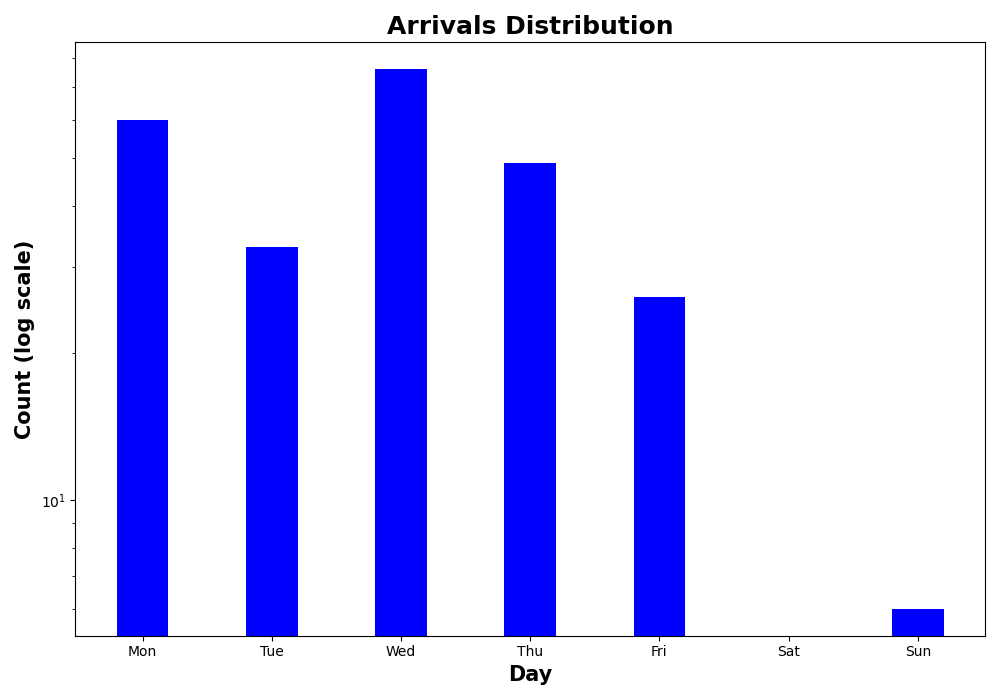 Arrivals Distribution
Count (log scale)
10¹
Mon Tue Wed Thu Fri Sat Sun
Day